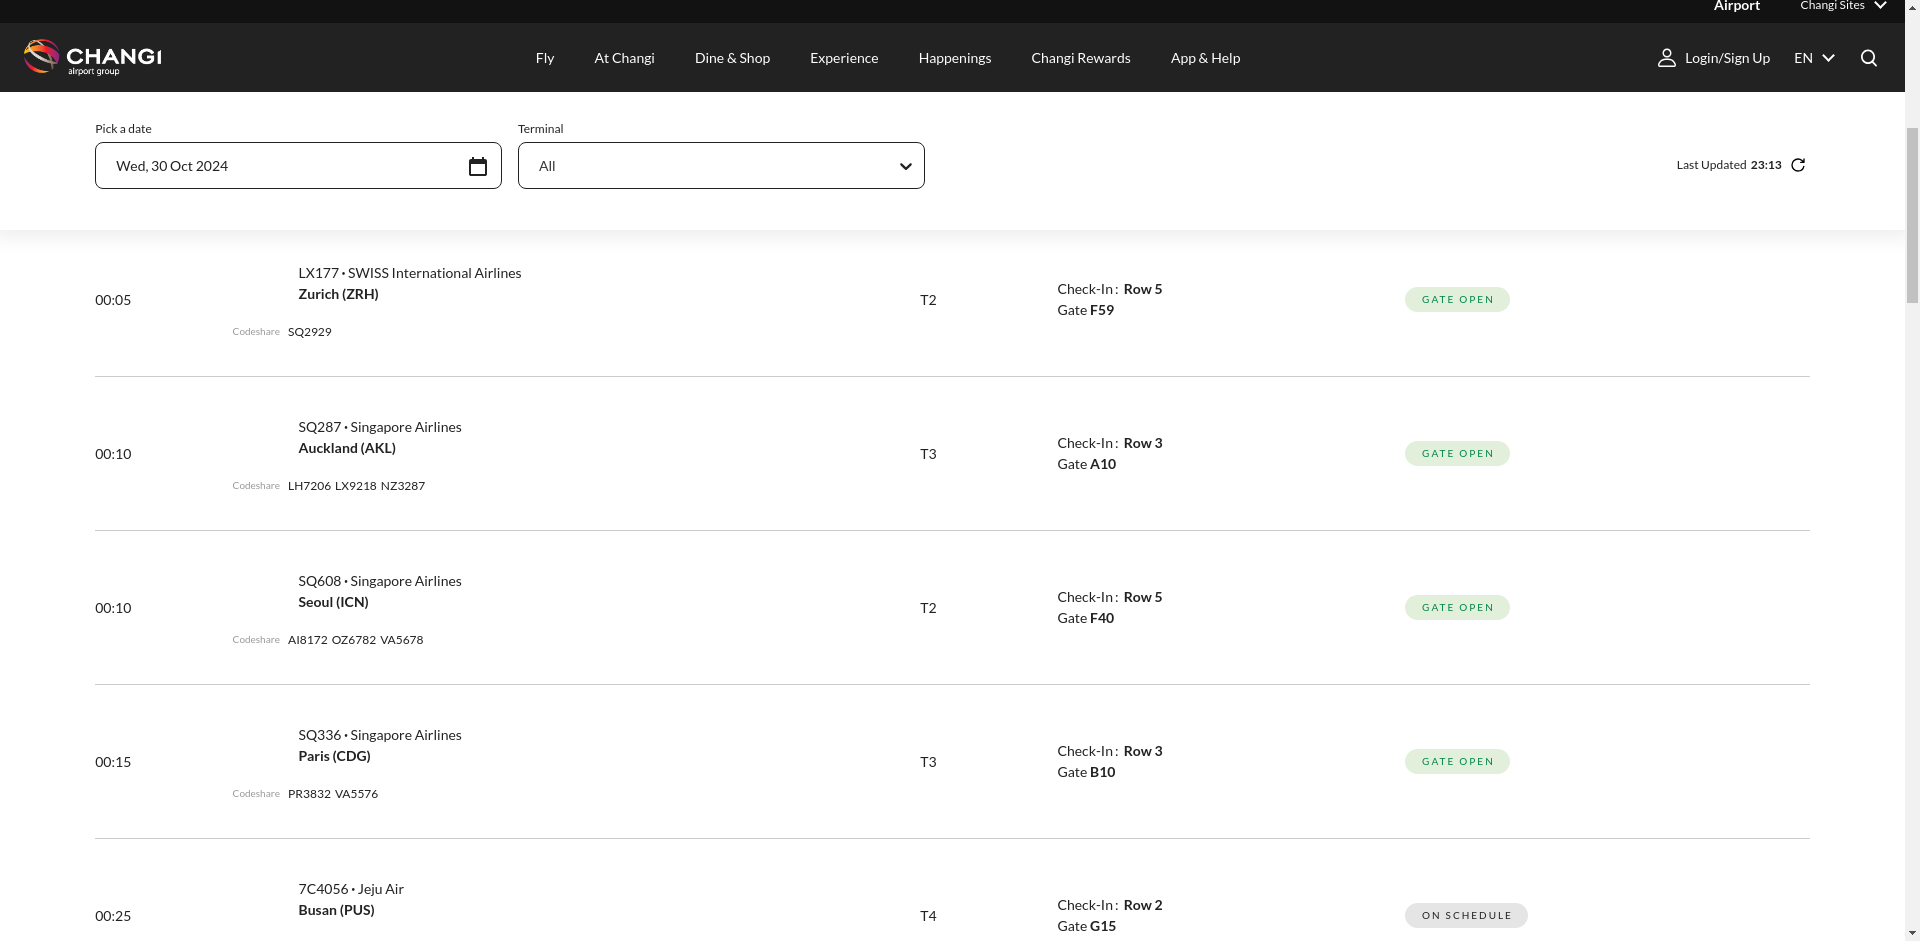 Airport Changi Sites
CHANGI
airport group
Fly At Changi Dine & Shop Experience Happenings Changi Rewards App & Help Login/Sign Up EN
Pick a date Terminal
Wed, 30 Oct 2024 All Last Updated 23:13
LX177 • SWISS International Airlines
Zurich (ZRH)
00:05 T2 Check-In : Row 5 GATE OPEN
Gate F59
Codeshare SQ2929
SQ287 • Singapore Airlines
Auckland (AKL)
00:10 T3 Check-In : Row 3 GATE OPEN
Gate A10
Codeshare LH7206 LX9218 NZ3287
SQ608 • Singapore Airlines
Seoul (ICN)
00:10 T2 Check-In : Row 5 GATE OPEN
Gate F40
Codeshare AI8172 OZ6782 VA5678
SQ336 • Singapore Airlines
Paris (CDG)
00:15 T3 Check-In : Row 3 GATE OPEN
Gate B10
Codeshare PR3832 VA5576
7C4056 • Jeju Air
Busan (PUS)
00:25 T4 Check-In : Row 2 ON SCHEDULE
Gate G15